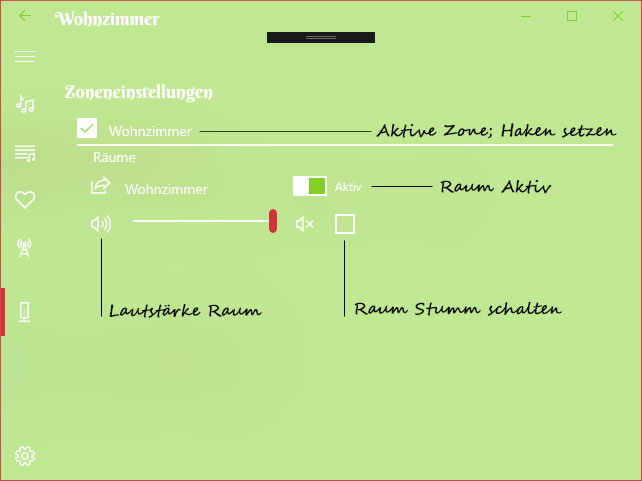 Wohnzimmer
Zoneneinstellungen
Wohnzimmer Aktive Zone; Haken setzen
Räume
Wohnzimmer Aktiv Raum Aktiv
Lautstärke Raum Raum Stumm schalten